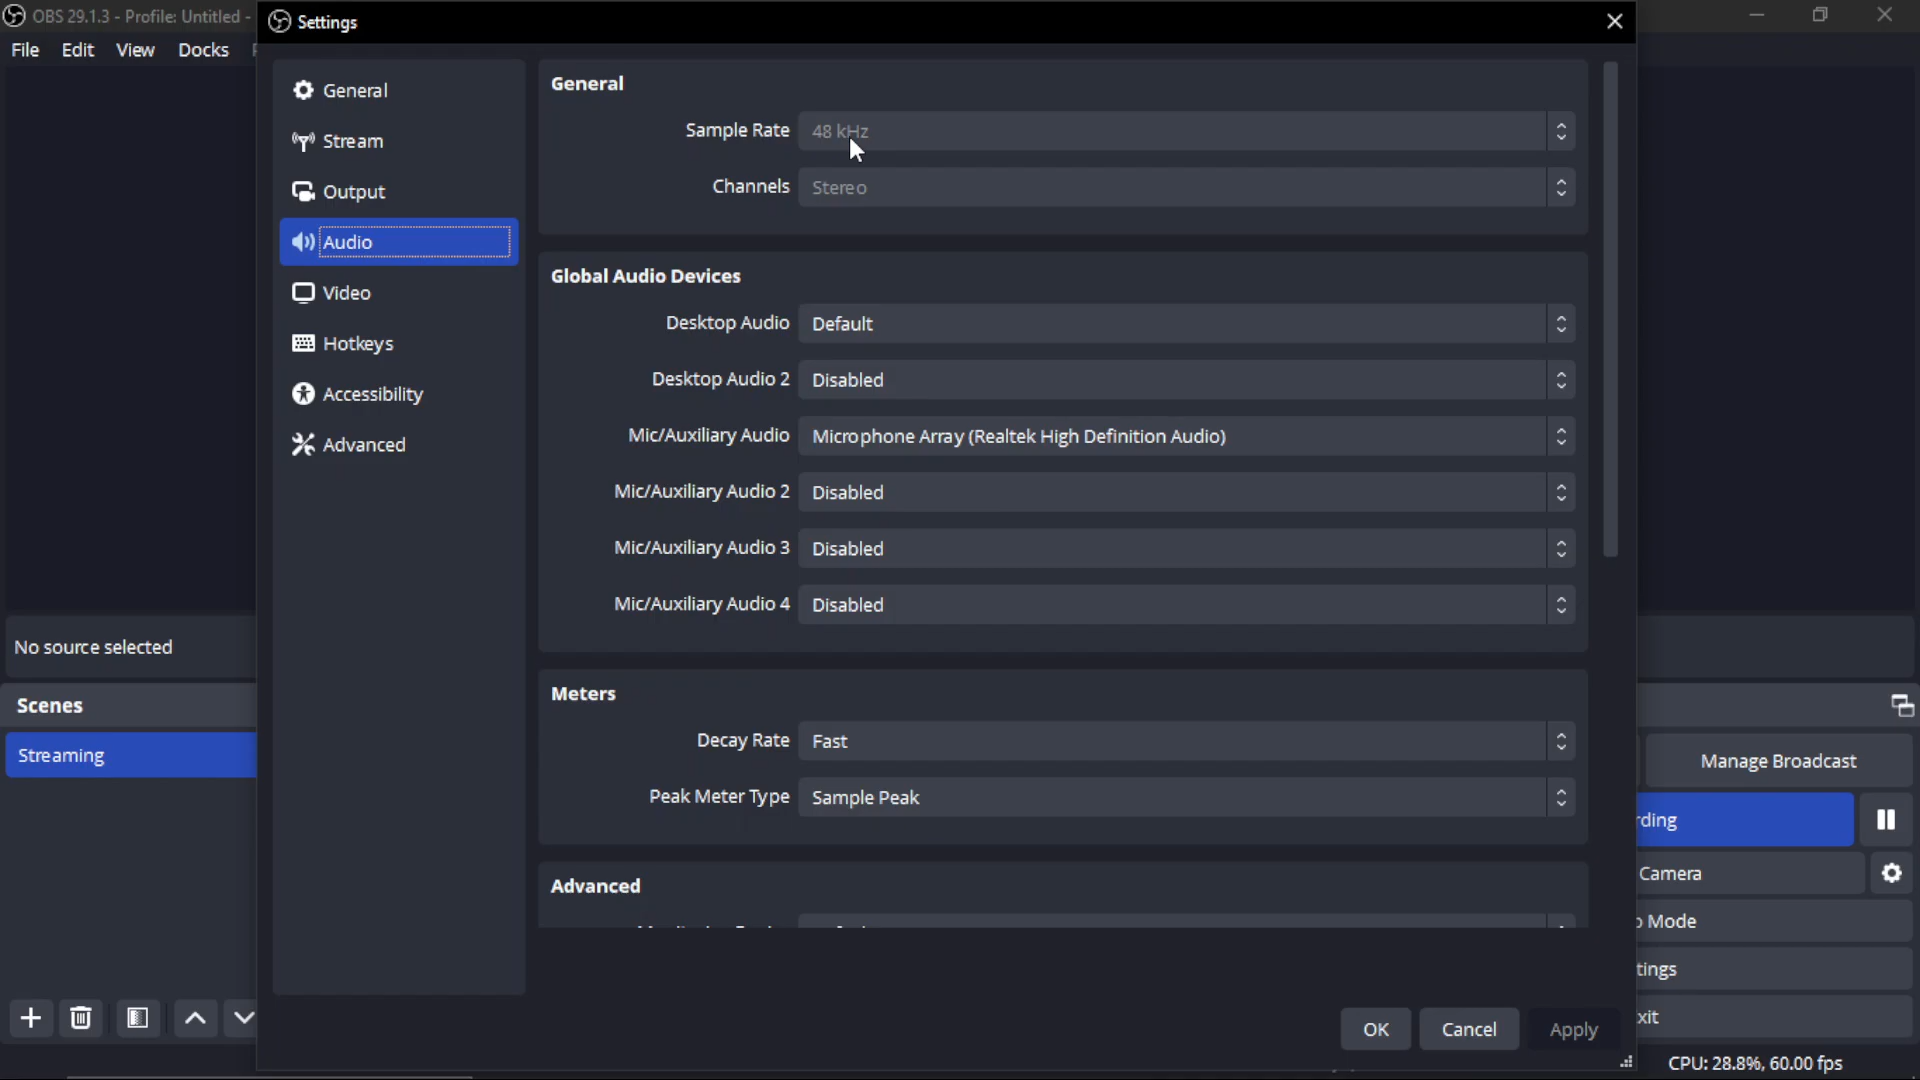 OBS 29.1.3 - Profile: Untitled -
Settings
File Edit View Docks
General
Stream
Output
Audio
Video
Hotkeys
Accessibility
Advanced
General
Sample Rate 48 kHz
Channels Stereo
Global Audio Devices
Desktop Audio Default
Desktop Audio 2 Disabled
Mic/Auxiliary Audio Microphone Array (Realtek High Definition Audio)
Mic/Auxiliary Audio 2 Disabled
Mic/Auxiliary Audio 3 Disabled
Mic/Auxiliary Audio 4 Disabled
Meters
Decay Rate Fast
Peak Meter Type Sample Peak
Advanced
OK Cancel Apply
No source selected
Scenes
Streaming
Manage Broadcast
rding
Camera
Mode
tings
xit
CPU: 28.8%, 60.00 fps